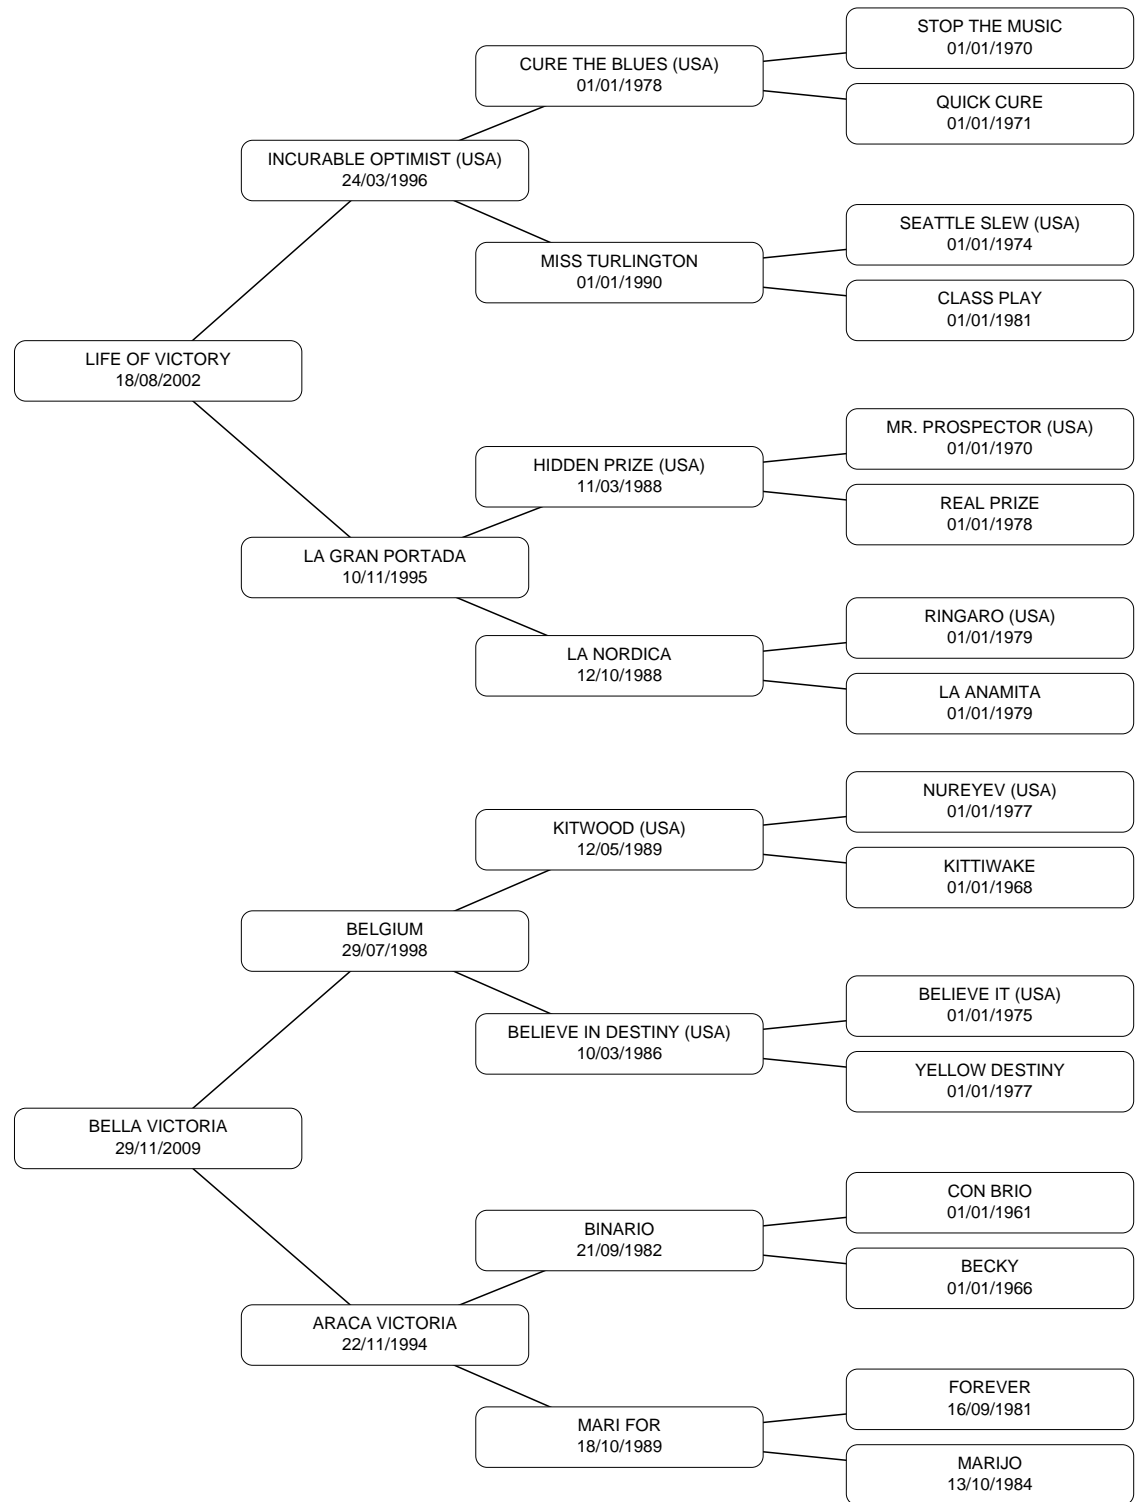 STOP THE MUSIC
01/01/1970
CURE THE BLUES (USA)
01/01/1978
QUICK CURE
01/01/1971
INCURABLE OPTIMIST (USA)
24/03/1996
SEATTLE SLEW (USA)
01/01/1974
MISS TURLINGTON
01/01/1990
CLASS PLAY
01/01/1981
LIFE OF VICTORY
18/08/2002
MR. PROSPECTOR (USA)
01/01/1970
HIDDEN PRIZE (USA)
11/03/1988
REAL PRIZE
01/01/1978
LA GRAN PORTADA
10/11/1995
RINGARO (USA)
01/01/1979
LA NORDICA
12/10/1988
LA ANAMITA
01/01/1979
NUREYEV (USA)
01/01/1977
KITWOOD (USA)
12/05/1989
KITTIWAKE
01/01/1968
BELGIUM
29/07/1998
BELIEVE IT (USA)
01/01/1975
BELIEVE IN DESTINY (USA)
10/03/1986
YELLOW DESTINY
01/01/1977
BELLA VICTORIA
29/11/2009
CON BRIO
01/01/1961
BINARIO
21/09/1982
BECKY
01/01/1966
ARACA VICTORIA
22/11/1994
FOREVER
16/09/1981
MARI FOR
18/10/1989
MARIJO
13/10/1984